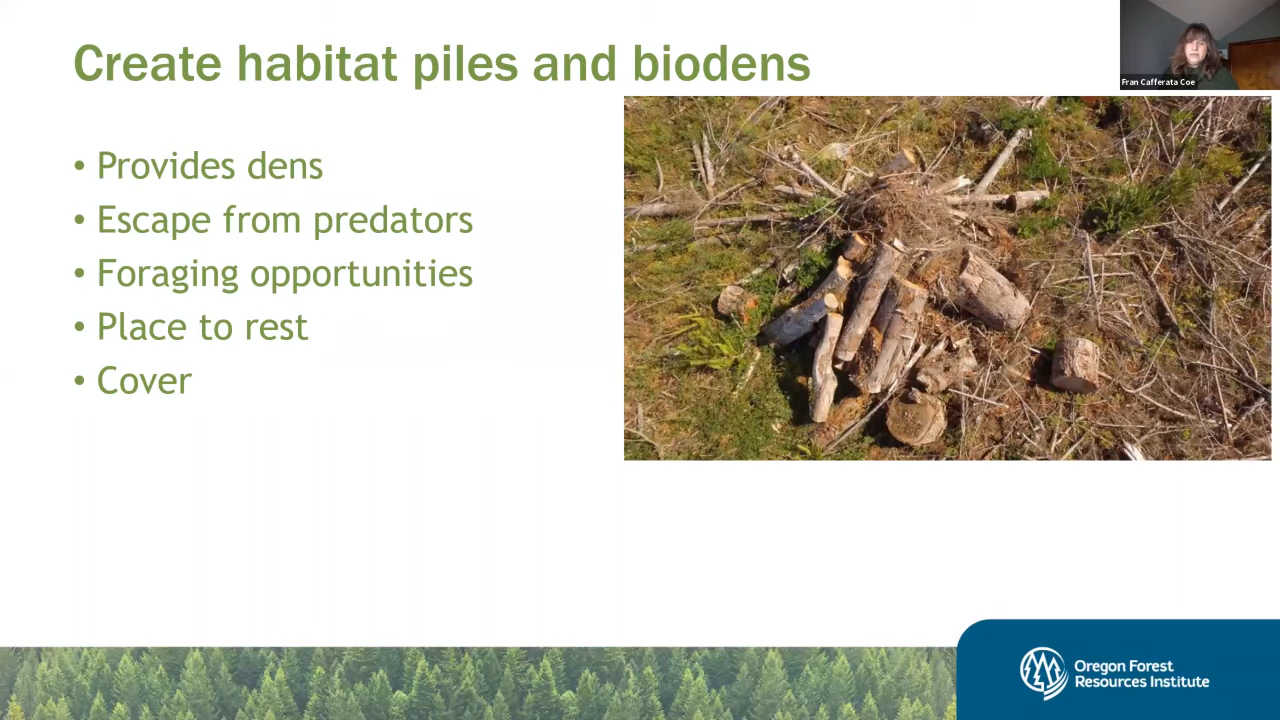 Create habitat piles and biodens
Fran Cafferata Coe
• Provides dens
• Escape from predators
• Foraging opportunities
• Place to rest
• Cover
Oregon Forest
Resources Institute